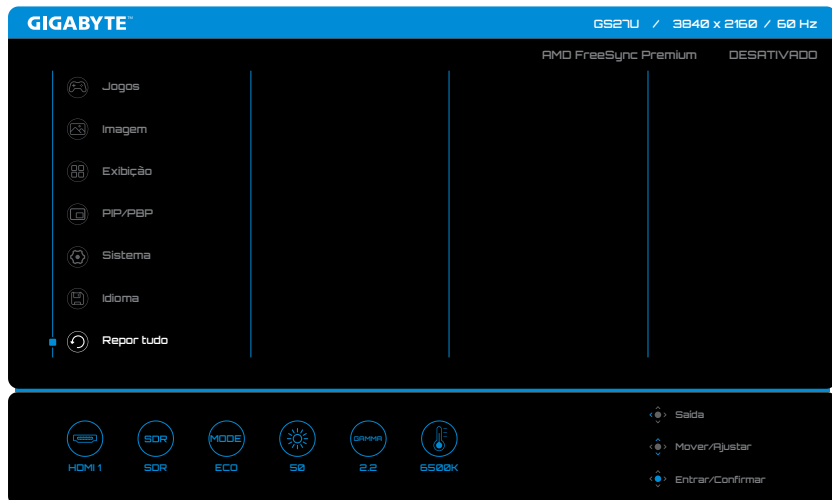 GIGABYTE™
GS27U / 3840 x 2160 / 60 Hz
AMD FreeSync Premium DESATIVADO
Jogos
Imagem
Exibição
PIP/PBP
Sistema
Idioma
Repor tudo
SDR
MODE
GAMMA
HDMI 1
SDR
ECO
50
2.2
6500K
Saída
Mover/Ajustar
Entrar/Confirmar